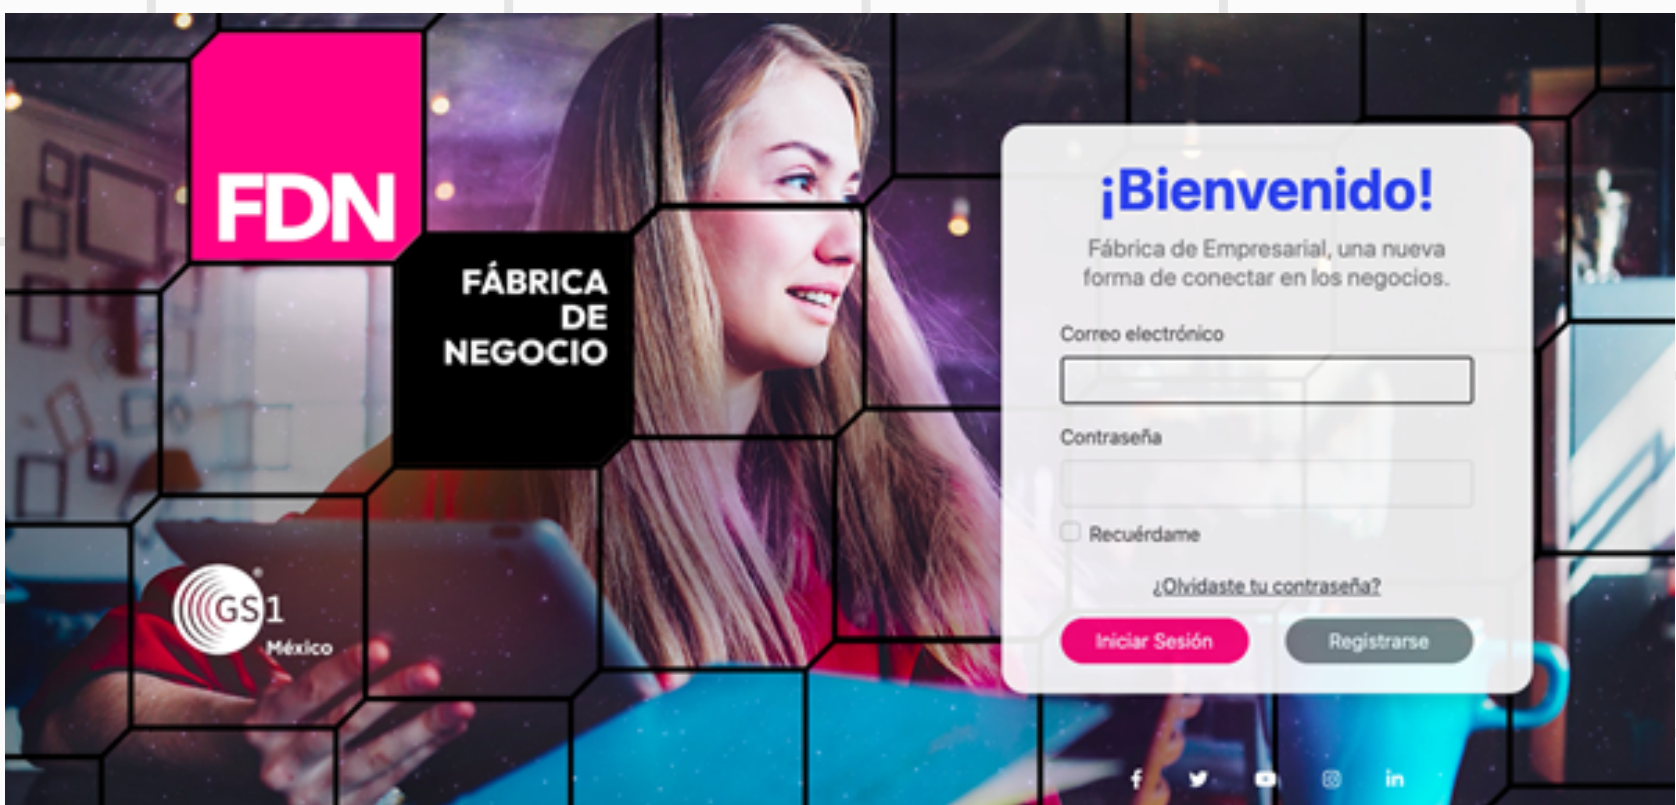 FDN
FÁBRICA
DE
NEGOCIO
GS1
México
¡Bienvenido!
Fábrica de Empresarial, una nueva
forma de conectar en los negocios.
Correo electrónico
Contraseña
Recuérdame
¿Olvidaste tu contraseña?
Iniciar Sesión
Registrarse